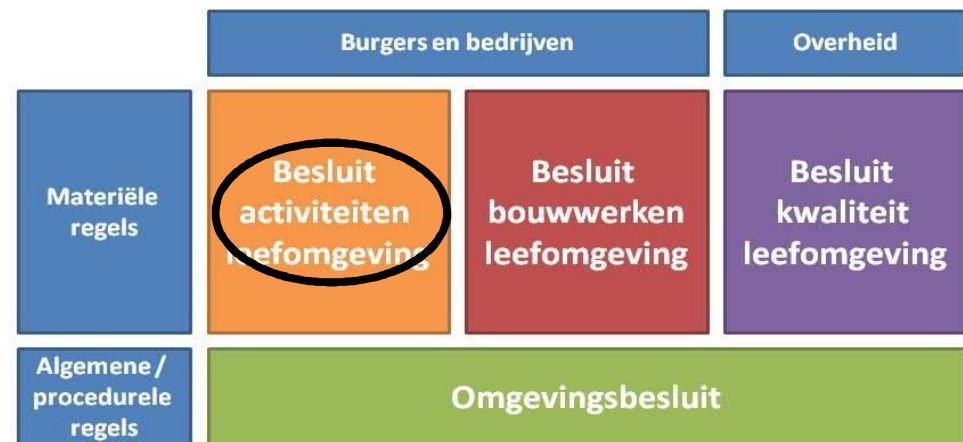 Burgers en bedrijven
Overheid
Materiële
regels
Besluit
activiteiten
leefomgeving
Besluit
bouwwerken
leefomgeving
Besluit
kwaliteit
leefomgeving
Algemene /
procedurele
regels
Omgevingsbesluit